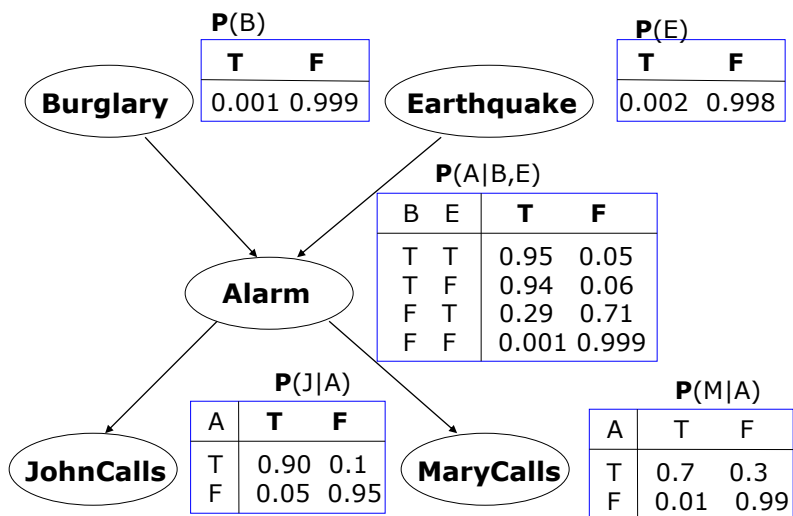 P(B)
T F
0.001 0.999
Burglary
P(E)
T F
0.002 0.998
Earthquake
P(A|B,E)
B E T F
T T 0.95 0.05
T F 0.94 0.06
F T 0.29 0.71
F F 0.001 0.999
Alarm
P(J|A)
A T F
T 0.90 0.1
F 0.05 0.95
JohnCalls
P(M|A)
A T F
T 0.7 0.3
F 0.01 0.99
MaryCalls